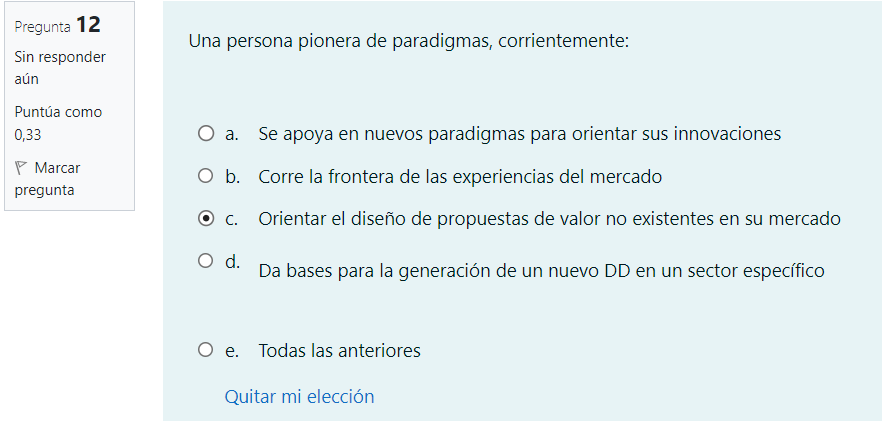 Pregunta 12
Sin responder
aún
Puntúa como
0,33
Marcar
pregunta
Una persona pionera de paradigmas, corrientemente:
a. Se apoya en nuevos paradigmas para orientar sus innovaciones
b. Corre la frontera de las experiencias del mercado
c. Orientar el diseño de propuestas de valor no existentes en su mercado
d. Da bases para la generación de un nuevo DD en un sector específico
e. Todas las anteriores
Quitar mi elección